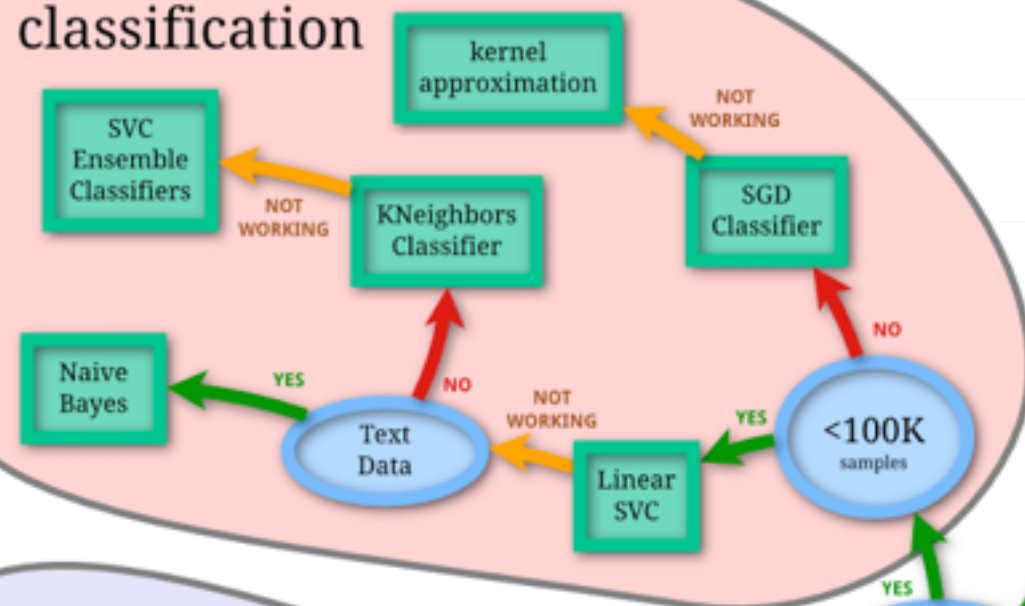 classification
kernel
approximation
NOT
WORKING
SVC
Ensemble
Classifiers
NOT
WORKING
KNeighbors
Classifier
SGD
Classifier
NO
Naive
Bayes
YES
NO
Text
Data
NOT
WORKING
Linear
SVC
YES
<100K
samples
YES